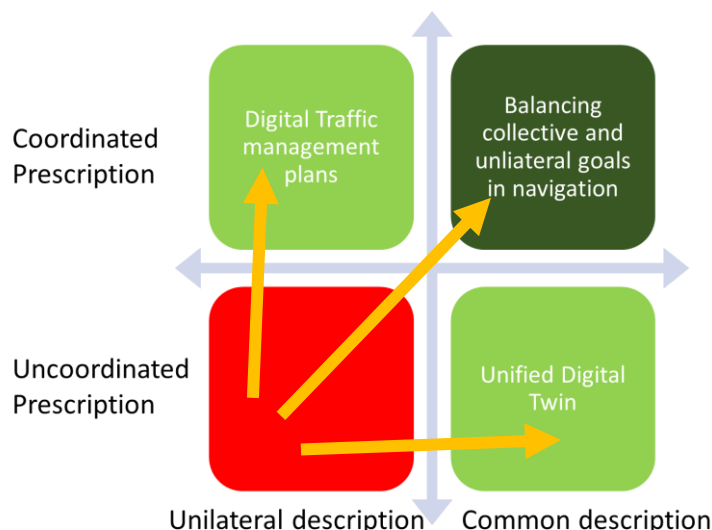 Coordinated
Prescription
Digital Traffic
management
plans
Balancing
collective and
unliateral goals
in navigation
Uncoordinated
Prescription
Unified Digital
Twin
Unilateral description
Common description